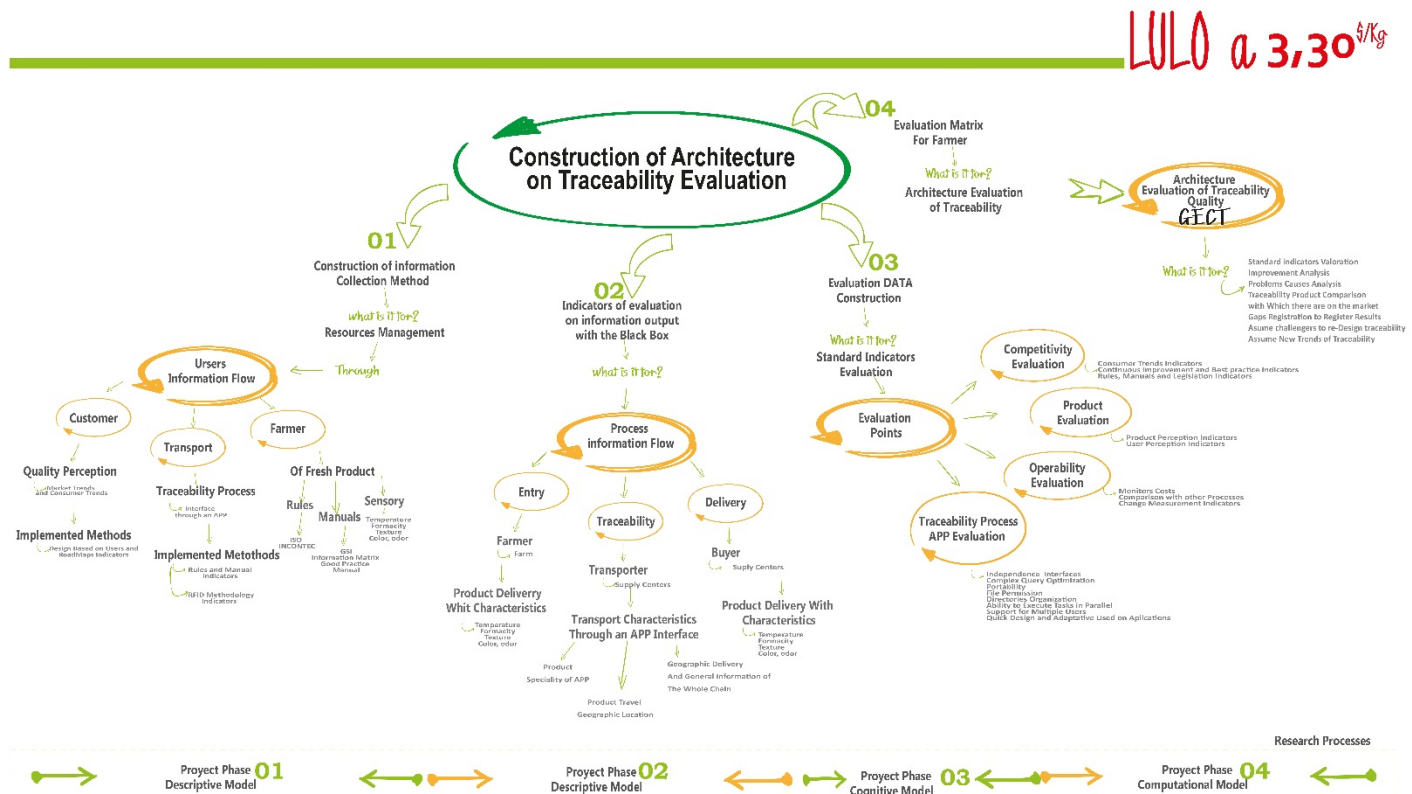 LULO a 3,30 $/Kg
Construction of Architecture
on Traceability Evaluation
04
Evaluation Matrix
For Farmer
What is it for?
Architecture Evaluation
of Traceability
Architecture
Evaluation of Traceability
Quality
GECT
What is it for?
Standard indicators Valoration
Improvement Analysis
Problems Causes Analysis
Traceability Product Comparison
with Which there are on the market
Gaps Registration to Register Results
Asume challengers to re-Design traceability
Assume New Trends of Traceability
01
Construction of information
Collection Method
what is it for?
Resources Management
Through
Ursers
Information Flow
Customer
Quality Perception
Market Trends
and Consumer Trends
Implemented Methods
Design Based on Users and
RoadMaps Indicators
Transport
Traceability Process
Interface
through an APP
Implemented Metothods
Rules and Manual
Indicators
RFID Methodology
Indicators
Farmer
Of Fresh Product
Rules
ISO
INCONTEC
Manuals
GSI
Information Matrix
Good Practice
Manual
Sensory
Temperature
Formacity
Texture
Color, odor
02
Indicators of evaluation
on information output
with the Black Box
what is it for?
Process
information Flow
Entry
Farmer
Farm
Product Delivery
Whit Characteristics
Temparature
Formacity
Texture
Color, odor
Traceability
Transporter
Supply Centers
Transport Characteristics
Through an APP Interface
Product
Speciality of APP
Product Travel
Geographic Location
Geographic Delivery
And General Information of
The Whole Chain
Delivery
Buyer
Suply Centers
Product Delivery With
Characteristics
Temperature
Formacity
Texture
Color, odor
03
Evaluation DATA
Construction
What is it for?
Standard Indicators
Evaluation
Evaluation
Points
Competitivity
Evaluation
Consumer Trends Indicators
Continuous Improvement and Best practice Indicators
Rules, Manuals and Legislation Indicators
Product
Evaluation
Product Perception Indicators
User Perception Indicators
Operability
Evaluation
Moniters Costs
Comparison with other Processes
Change Measurement Indicators
Traceability Process
APP Evaluation
Independence Interfaces
Complex Query Optimization
Portability
File Permission
Directories Organization
Ability to Execute Tasks in Parallel
Support for Multiple Users
Quick Design and Adaptative Used on Aplications
Research Processes
Proyect Phase 01
Descriptive Model
Proyect Phase 02
Descriptive Model
Proyect Phase 03
Cognitive Model
Proyect Phase 04
Computational Model